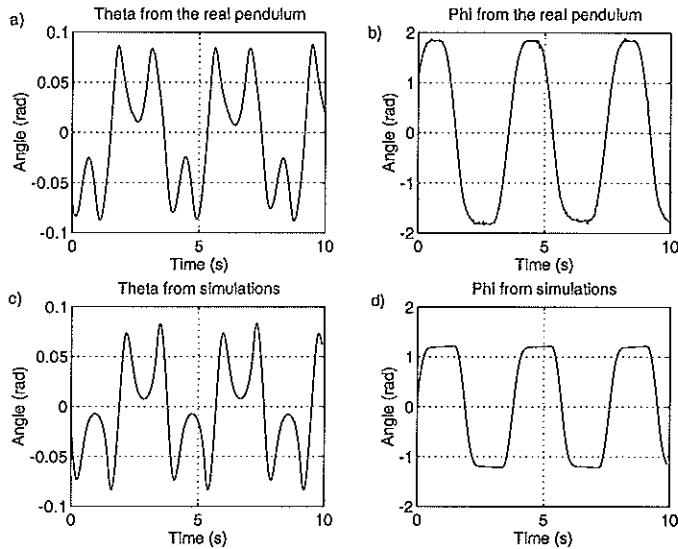 a)
Theta from the real pendulum
0.1
0.05
0
-0.05
-0.1
Angle (rad)
0
5
10
Time (s)
b)
Phi from the real pendulum
2
1
0
-1
-2
Angle (rad)
0
5
10
Time (s)
c)
Theta from simulations
0.1
0.05
0
-0.05
-0.1
Angle (rad)
0
5
10
Time (s)
d)
Phi from simulations
2
1
0
-1
-2
Angle (rad)
0
5
10
Time (s)